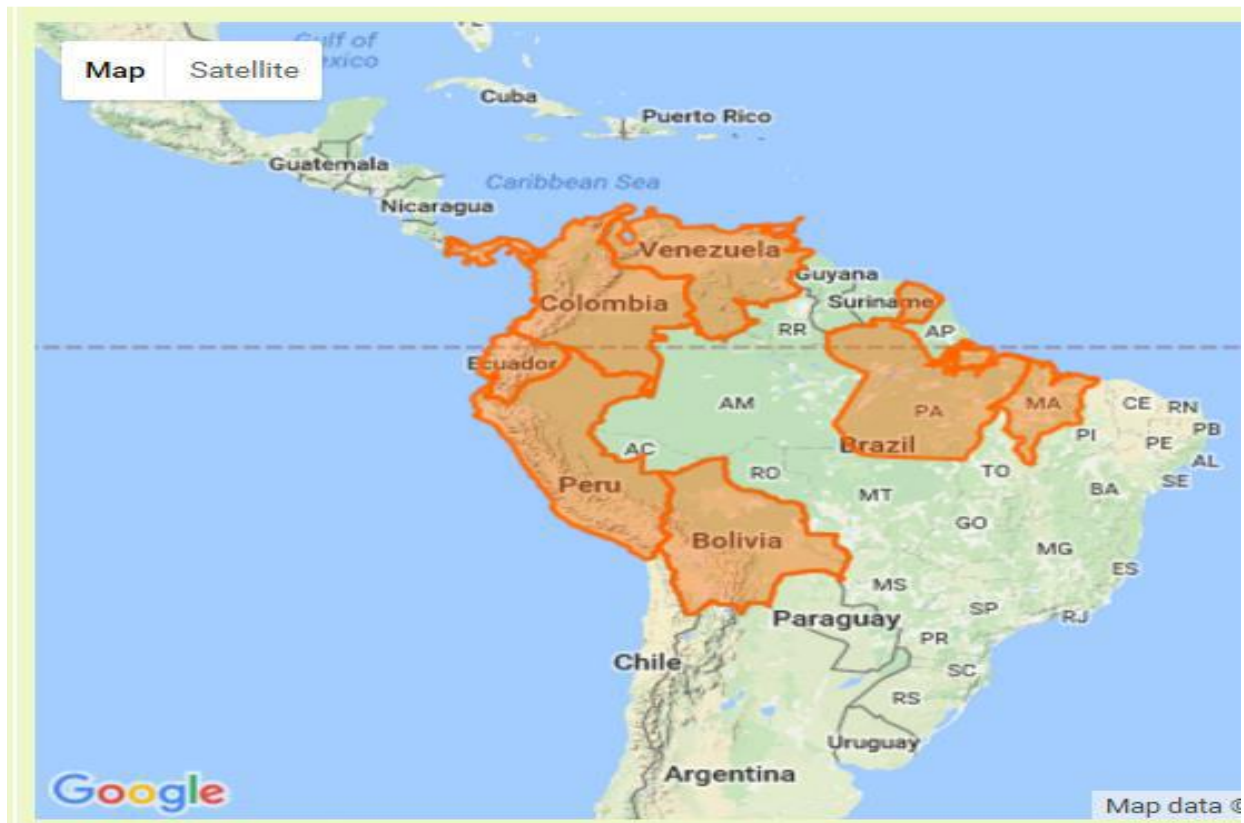 Gulf of
Mexico
Map Satellite
Cuba
Puerto Rico
Guatemala
Caribbean Sea
Nicaragua
Venezuela
Guyana
Colombia
Suriname
RR
AP
Ecuador
AM
PA
MA
CE
RN
PB
PI
PE
AC
Brazil
AL
RO
TO
SE
Peru
MT
BA
GO
Bolivia
MG
ES
MS
SP
RJ
Paraguay
PR
Chile
SC
RS
Uruguay
Argentina
Google
Map data ©